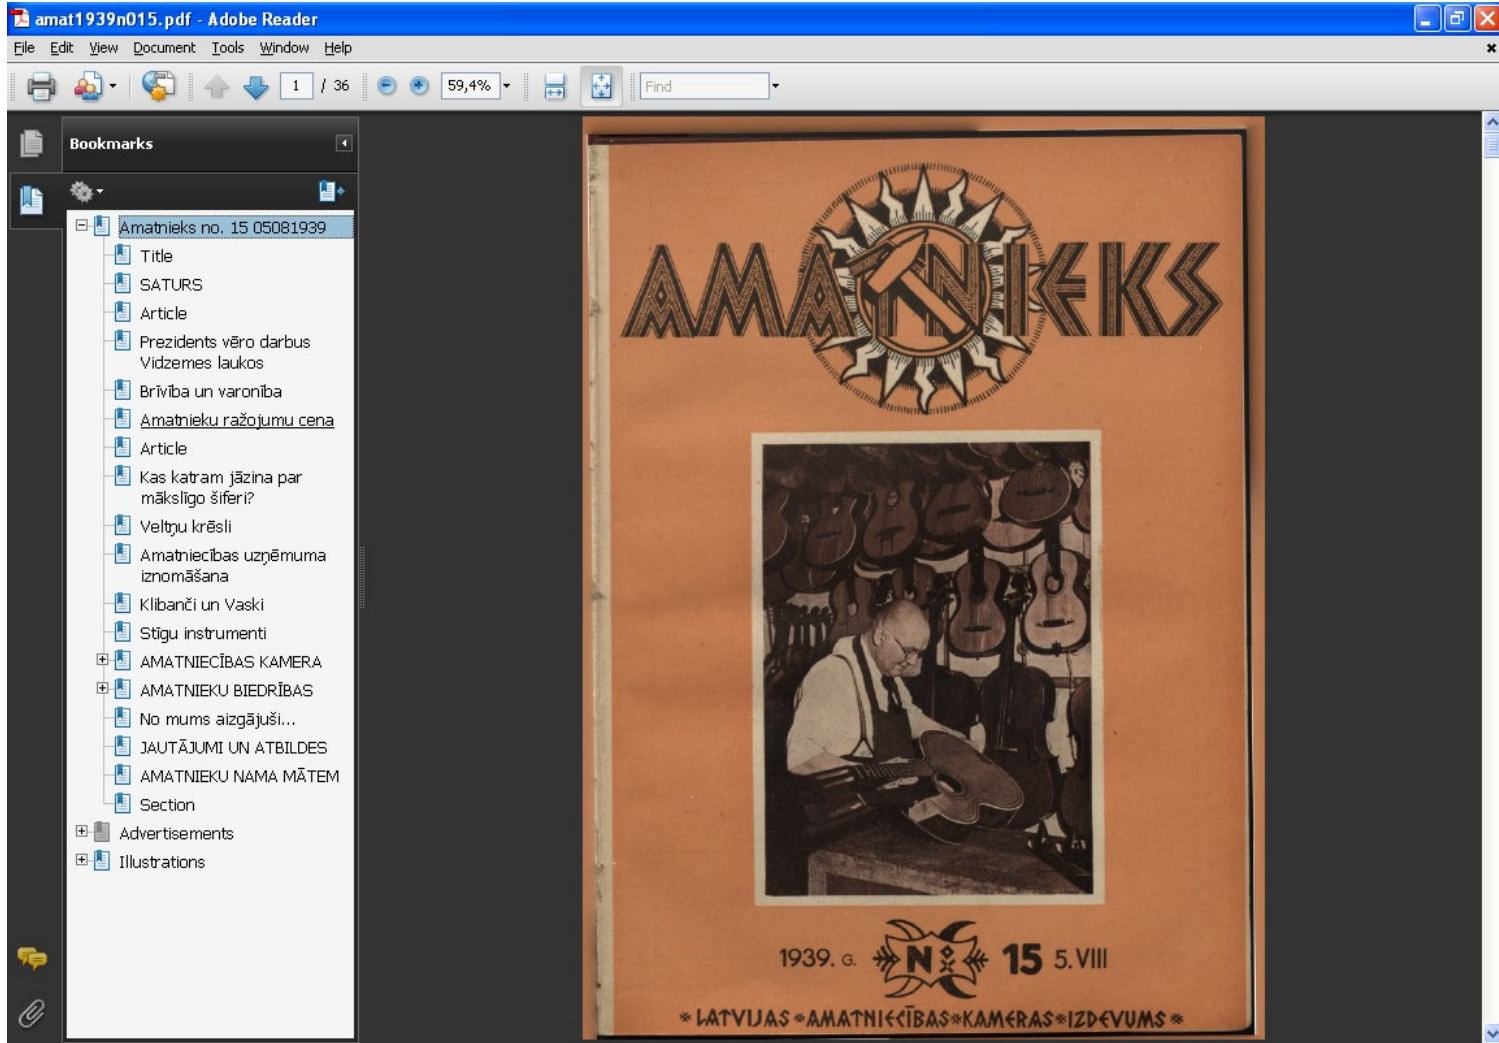 amat1939n015.pdf - Adobe Reader
File Edit View Document Tools Window Help
1 / 36 59,4% Find
Bookmarks
Amatnieks no. 15 05081939
Title
SATURS
Article
Prezidents vēro darbus
Vidzemes laukos
Brīvība un varonība
Amatnieku ražojumu cena
Article
Kas katram jāzina par
mākslīgo šiferi?
Veltņu krēsli
Amatniecības uzņēmuma
iznomāšana
Klibanči un Vaski
Stīgu instrumenti
AMATNIECĪBAS KAMERA
AMATNIEKU BIEDRĪBAS
No mums aizgājuši...
JAUTĀJUMI UN ATBILDES
AMATNIEKU NAMA MĀTEM
Section
Advertisements
Illustrations
AMATNIEKS
1939. G. N 15 5. VIII
LATVIJAS AMATNIECĪBAS KAMERAS IZDEVUMS